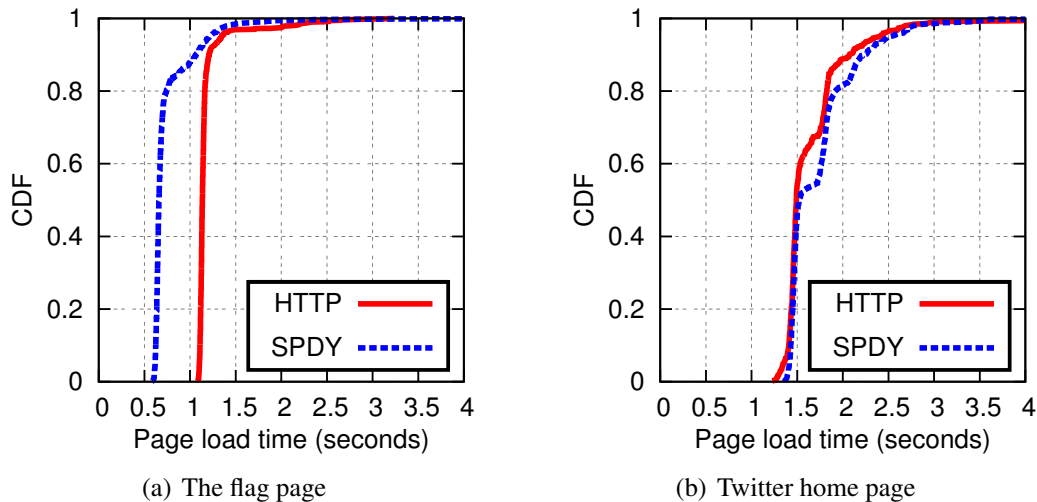 1
0.8
0.6
0.4
0.2
0
CDF
HTTP
SPDY
0 0.5 1 1.5 2 2.5 3 3.5 4
Page load time (seconds)
(a) The flag page
1
0.8
0.6
0.4
0.2
0
CDF
HTTP
SPDY
0 0.5 1 1.5 2 2.5 3 3.5 4
Page load time (seconds)
(b) Twitter home page